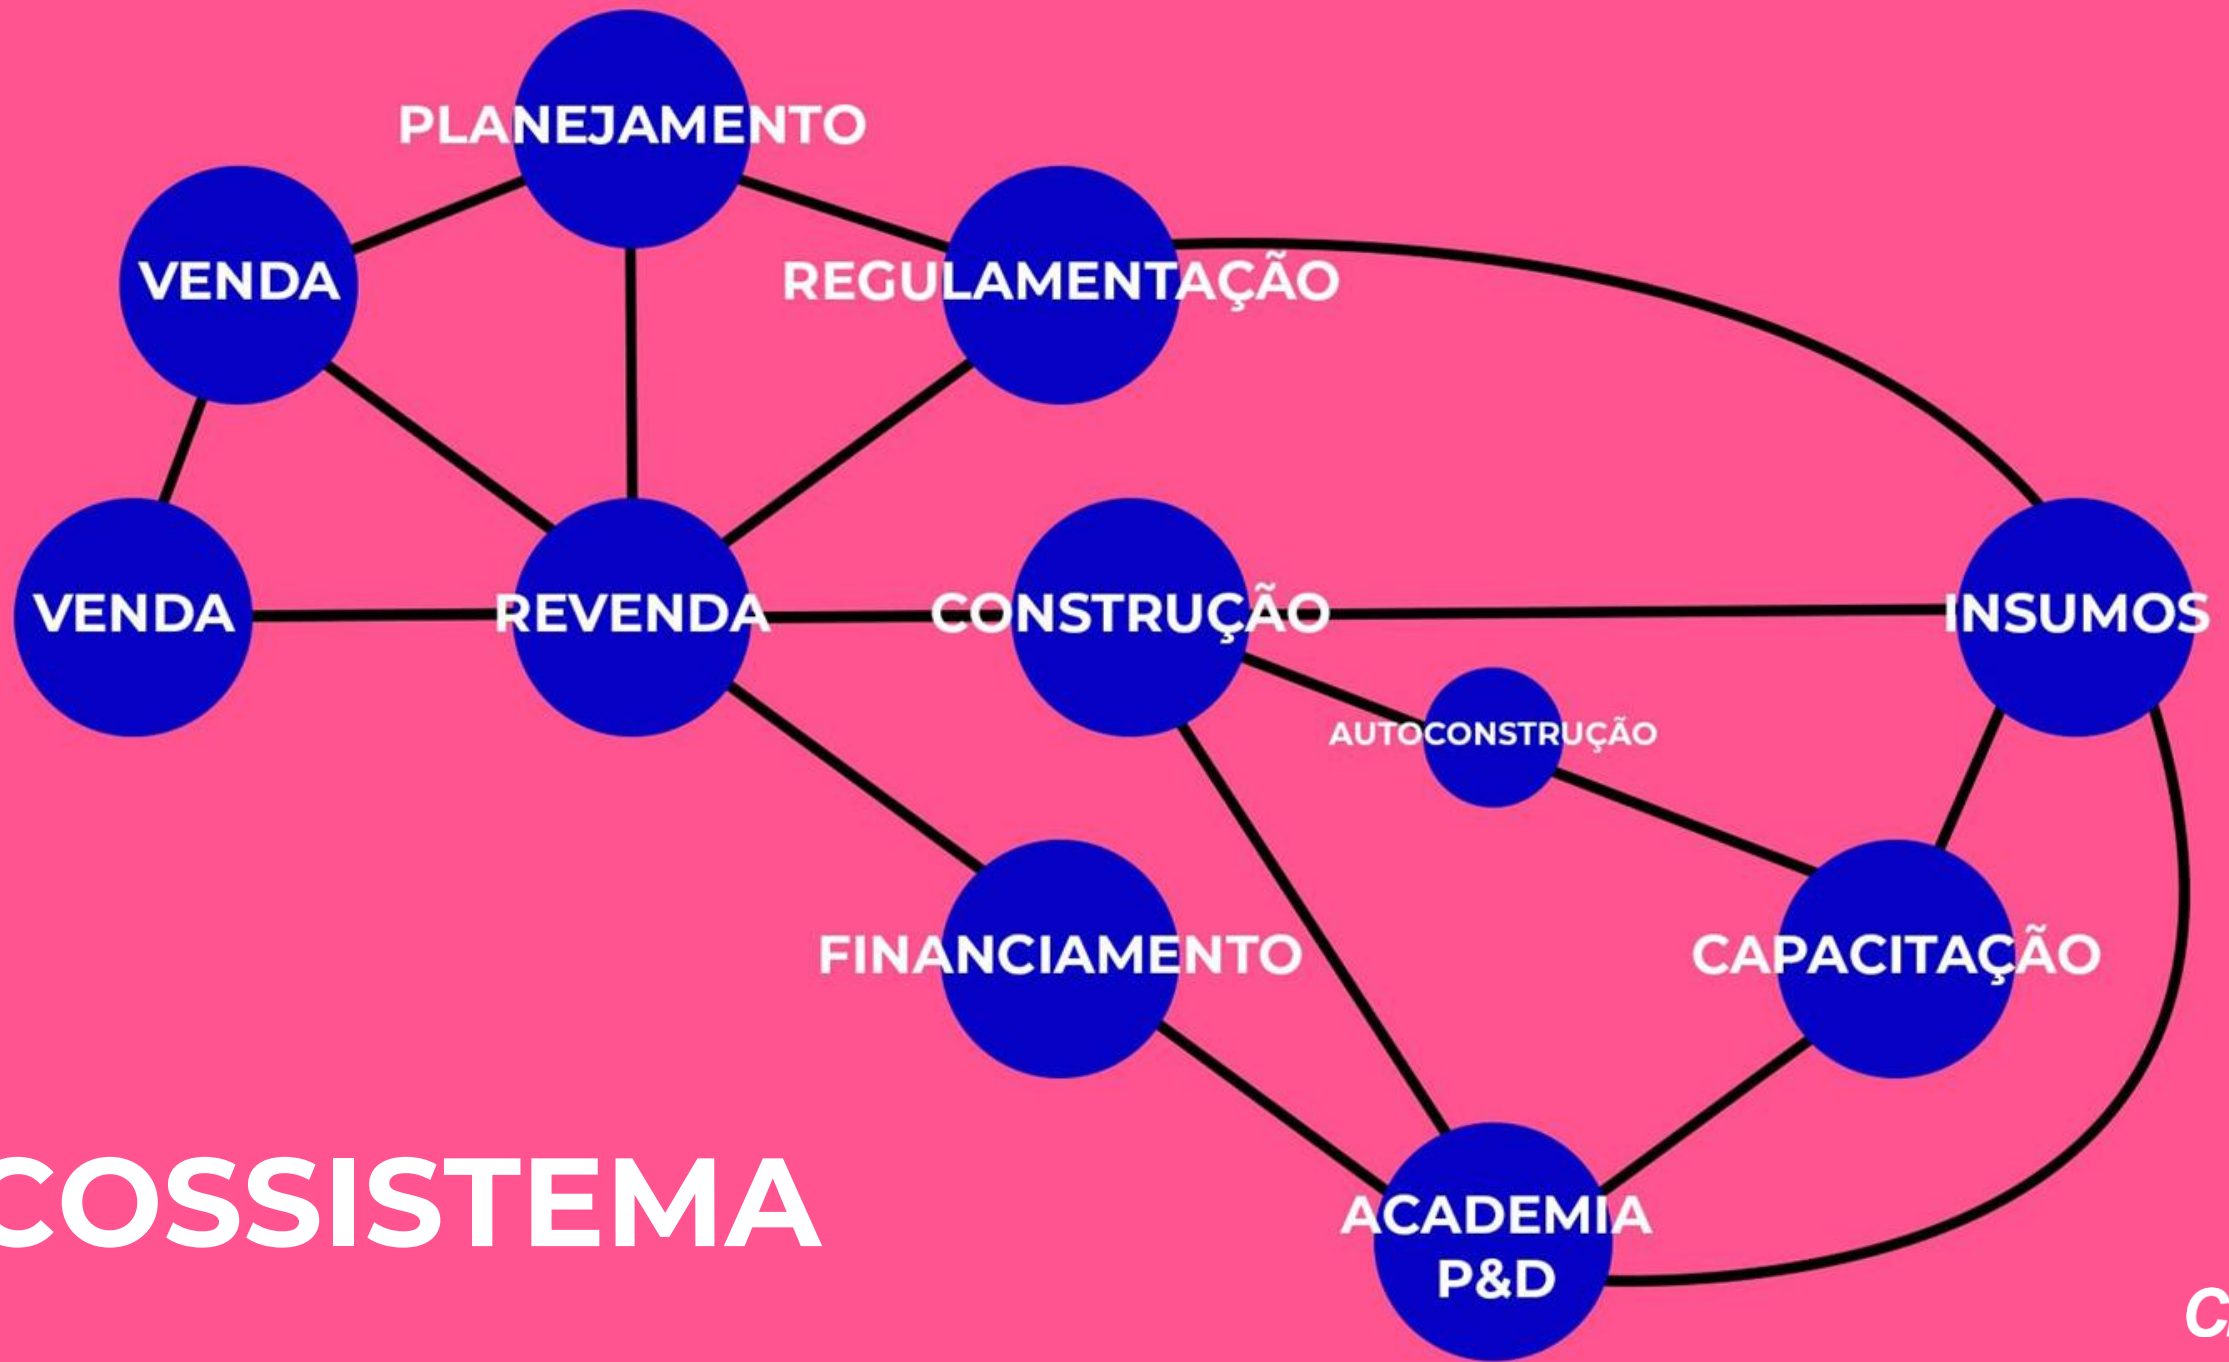 PLANEJAMENTO
VENDA
REGULAMENTAÇÃO
VENDA
REVENDA
CONSTRUÇÃO
INSUMOS
AUTOCONSTRUÇÃO
FINANCIAMENTO
CAPACITAÇÃO
COSSISTEMA
ACADEMIA
P&D